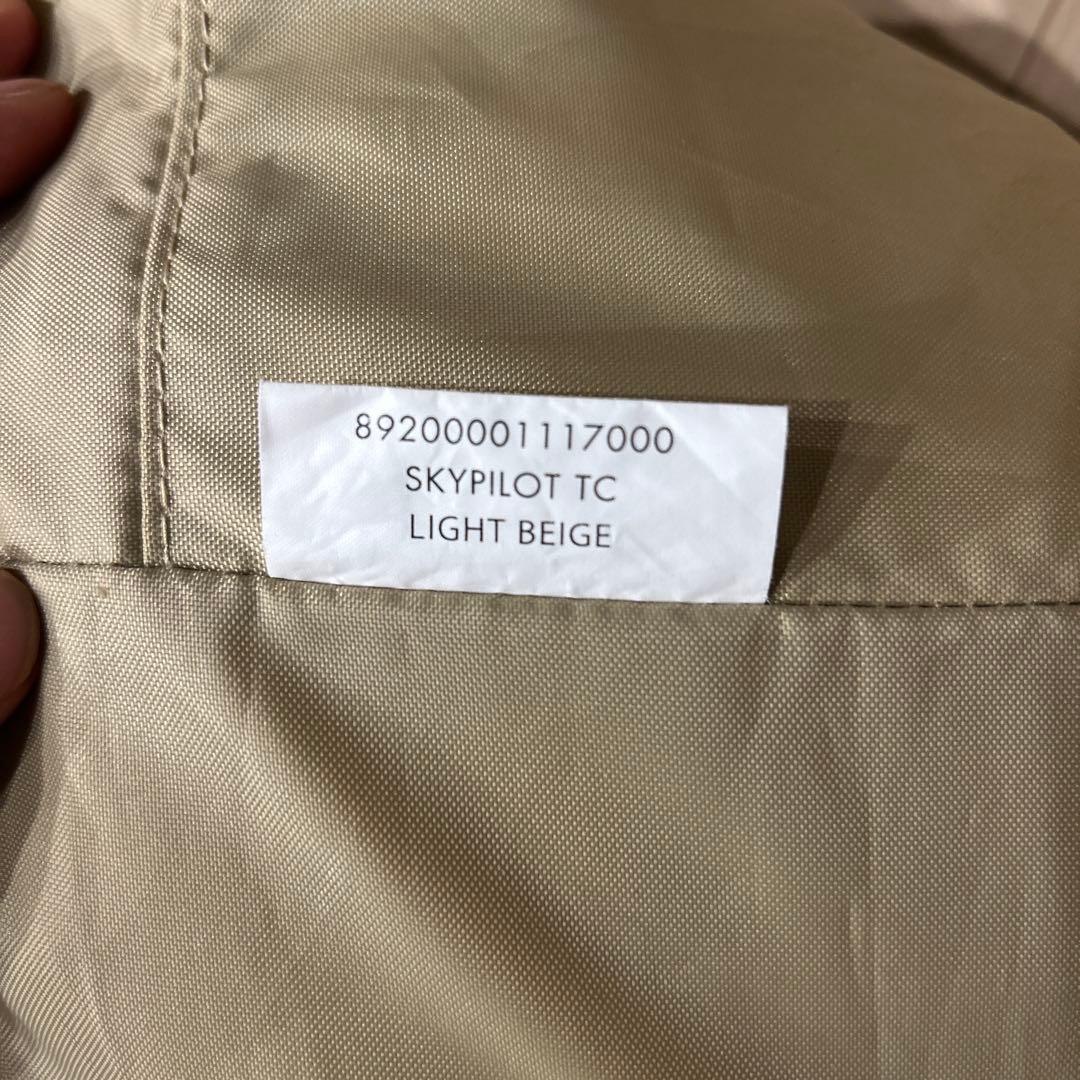 89200001117000
SKYPILOT TC
LIGHT BEIGE